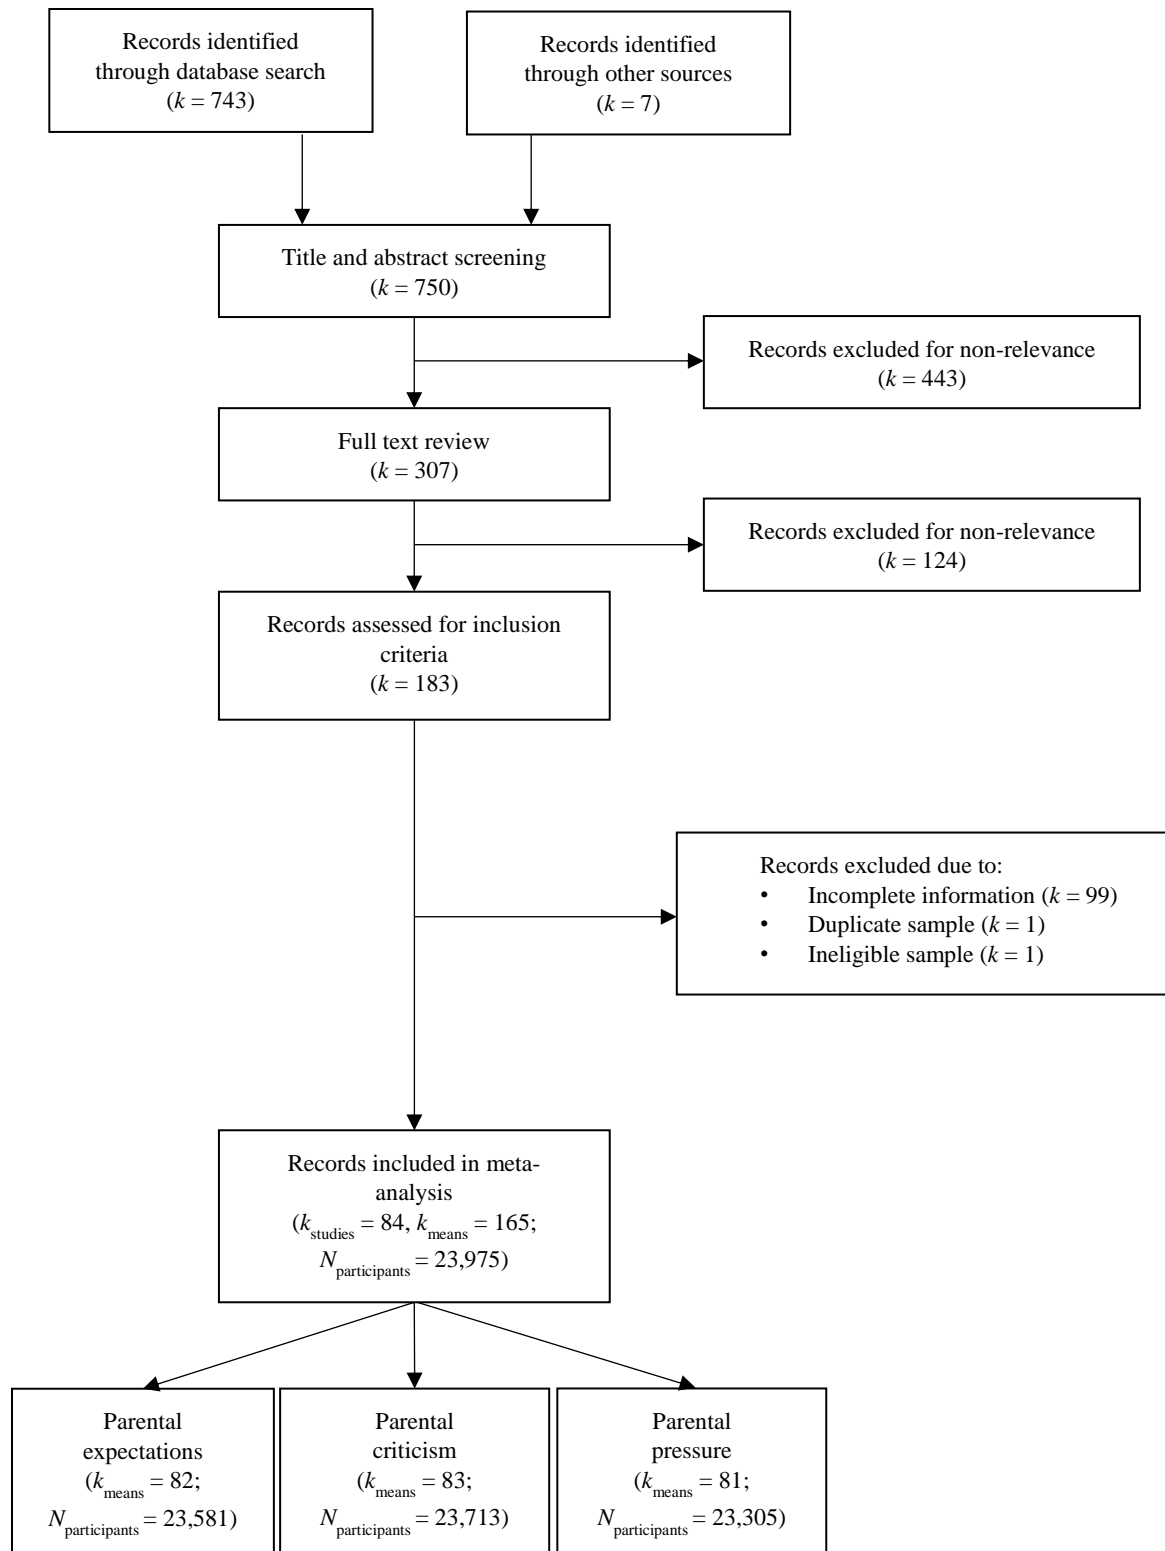 Records identified
through database search
(k = 743)
Records identified
through other sources
(k = 7)
Title and abstract screening
(k = 750)
Records excluded for non-relevance
(k = 443)
Full text review
(k = 307)
Records excluded for non-relevance
(k = 124)
Records assessed for inclusion
criteria
(k = 183)
Records excluded due to:
• Incomplete information (k = 99)
• Duplicate sample (k = 1)
• Ineligible sample (k = 1)
Records included in meta-
analysis
(kstudies = 84, kmeans = 165;
Nparticipants = 23,975)
Parental
expectations
(kmeans = 82;
Nparticipants = 23,581)
Parental
criticism
(kmeans = 83;
Nparticipants = 23,713)
Parental
pressure
(kmeans = 81;
Nparticipants = 23,305)